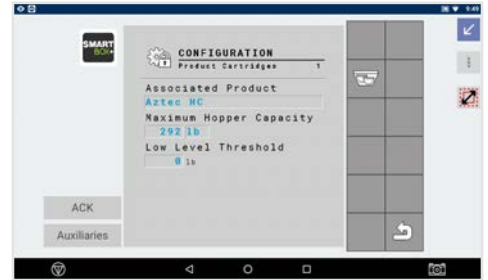 9:49
SMART
BOX+
CONFIGURATION
Product Cartridges 1
Associated Product
Aztec HC
Maximum Hopper Capacity
292 lb
Low Level Threshold
0 lb
ACK
Auxiliaries